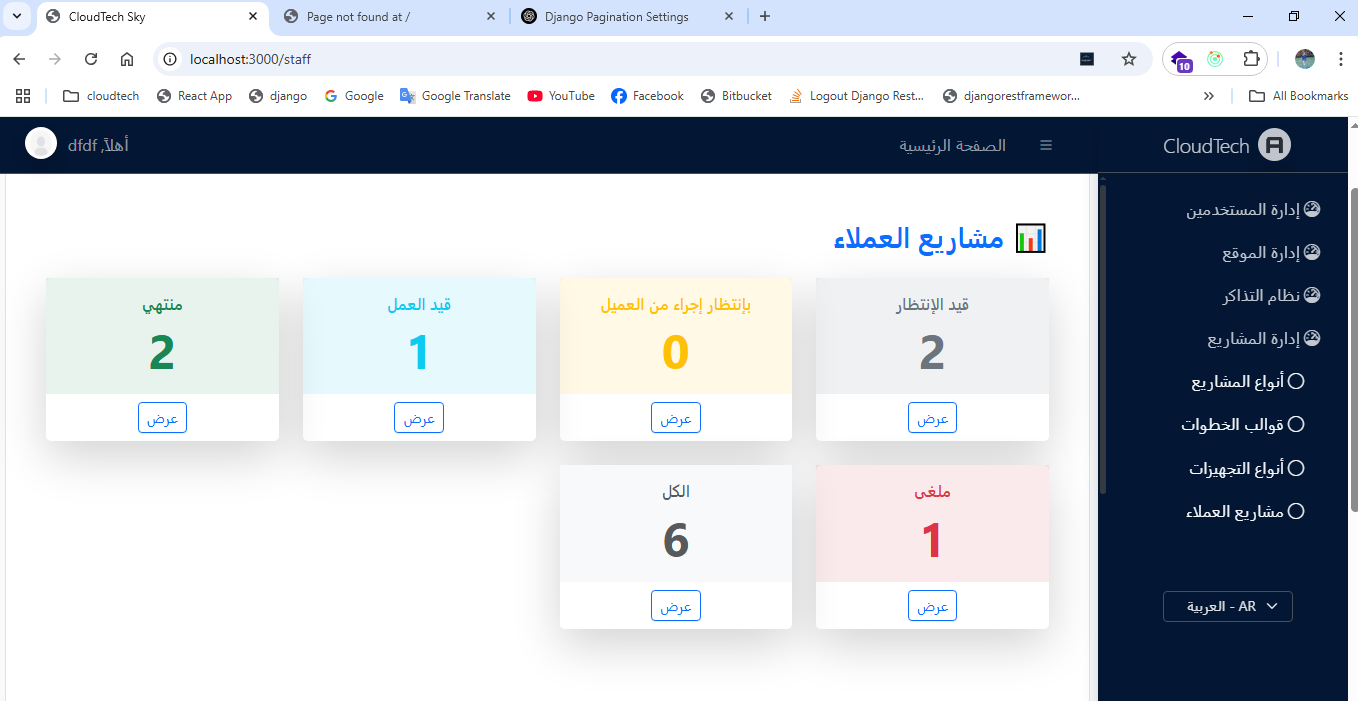 CloudTech Sky
Page not found at /
Django Pagination Settings
localhost:3000/staff
10
cloudtech
React App
django
Google
Google Translate
YouTube
Facebook
Bitbucket
Logout Django Rest...
djangorestframewor...
All Bookmarks
CloudTech
الصفحة الرئيسية
أهلاً, dfdf
إدارة المستخدمين
إدارة الموقع
نظام التذاكر
إدارة المشاريع
أنواع المشاريع
قوالب الخطوات
أنواع التجهيزات
مشاريع العملاء
AR - العربية
مشاريع العملاء
قيد الإنتظار
2
عرض
بإنتظار إجراء من العميل
0
عرض
قيد العمل
1
عرض
منتهي
2
عرض
ملغى
1
عرض
الكل
6
عرض